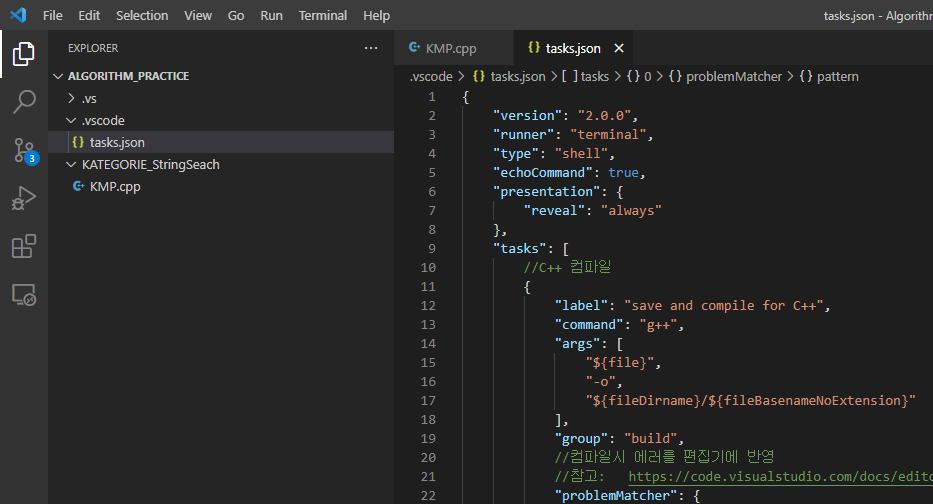 File Edit Selection View Go Run Terminal Help tasks.json - Algorithm
EXPLORER
ALGORITHM_PRACTICE
.vs
.vscode
{} tasks.json
KATEGORIE_StringSeach
KMP.cpp
3
KMP.cpp {} tasks.json ×
.vscode > {} tasks.json > [ ] tasks > {} 0 > {} problemMatcher > {} pattern
1 {
2 "version": "2.0.0",
3 "runner": "terminal",
4 "type": "shell",
5 "echoCommand": true,
6 "presentation": {
7 "reveal": "always"
8 },
9 "tasks": [
10 //C++ 컴파일
11 {
12 "label": "save and compile for C++",
13 "command": "g++",
14 "args": [
15 "${file}",
16 "-o",
17 "${fileDirname}/${fileBasenameNoExtension}"
18 ],
19 "group": "build",
20 //컴파일시 에러를 편집기에 반영
21 //참고: https://code.visualstudio.com/docs/edito
22 "problemMatcher": {